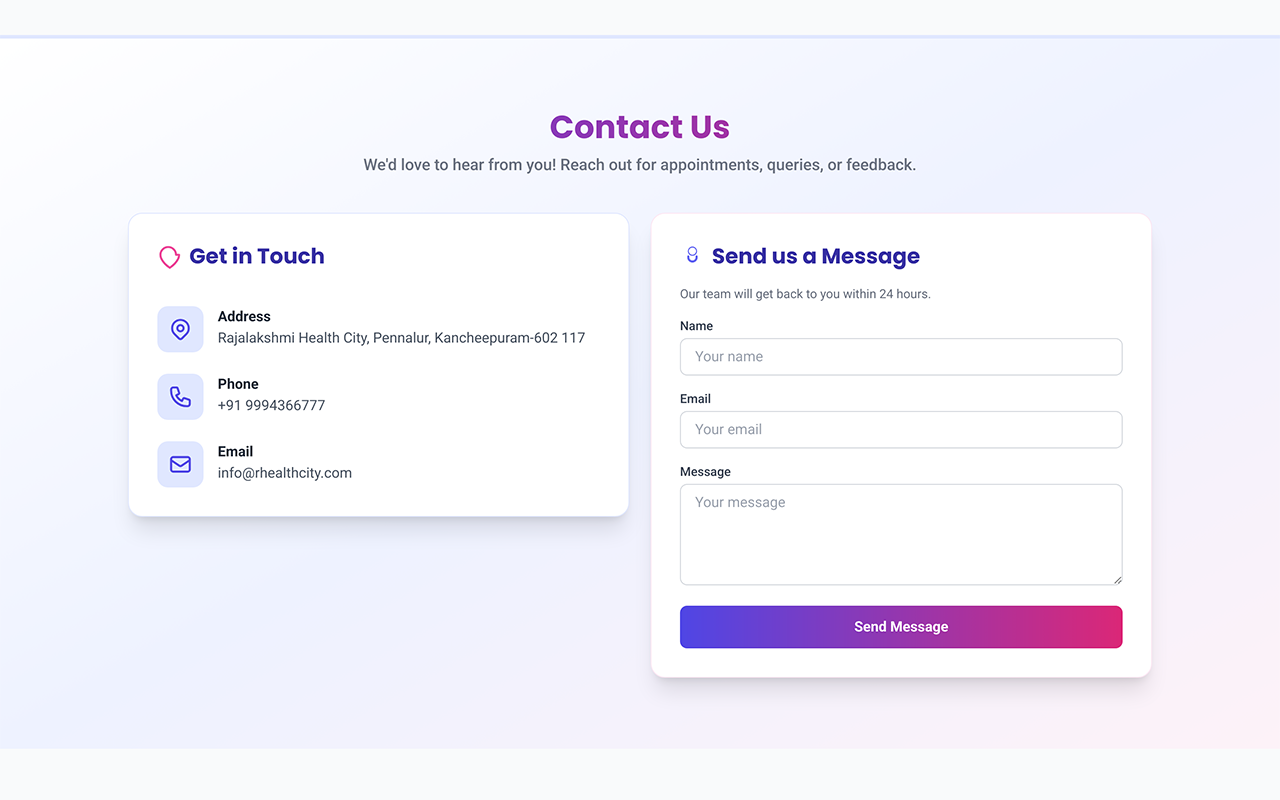 Contact Us
We'd love to hear from you! Reach out for appointments, queries, or feedback.
Get in Touch
Address
Rajalakshmi Health City, Pennalur, Kancheepuram-602 117
Phone
+91 9994366777
Email
info@rhealthcity.com
Send us a Message
Our team will get back to you within 24 hours.
Name
Your name
Email
Your email
Message
Your message
Send Message